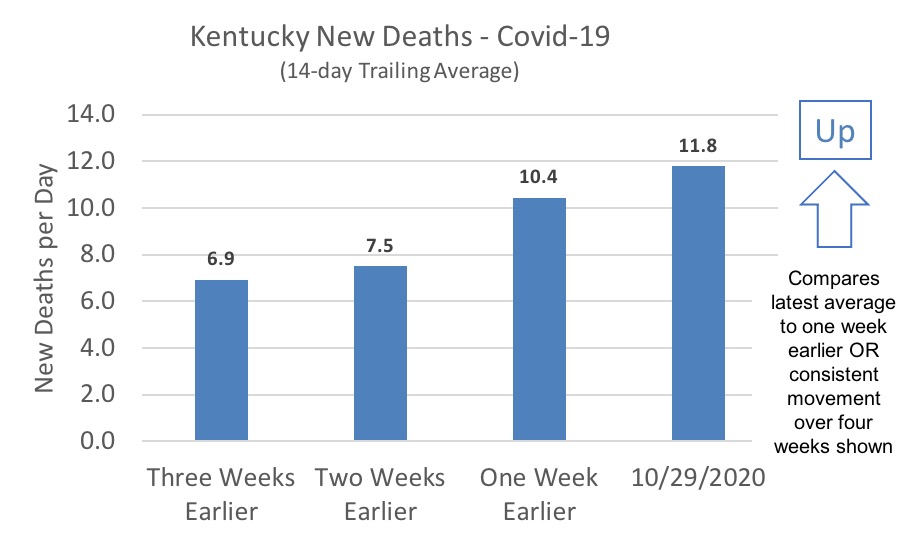 Kentucky New Deaths - Covid-19
(14-day Trailing Average)
New Deaths per Day
14.0
12.0
10.0
8.0
6.0
4.0
2.0
0.0
6.9
7.5
10.4
11.8
Three Weeks
Earlier
Two Weeks
Earlier
One Week
Earlier
10/29/2020
Up
Compares
latest average
to one week
earlier OR
consistent
movement
over four
weeks shown